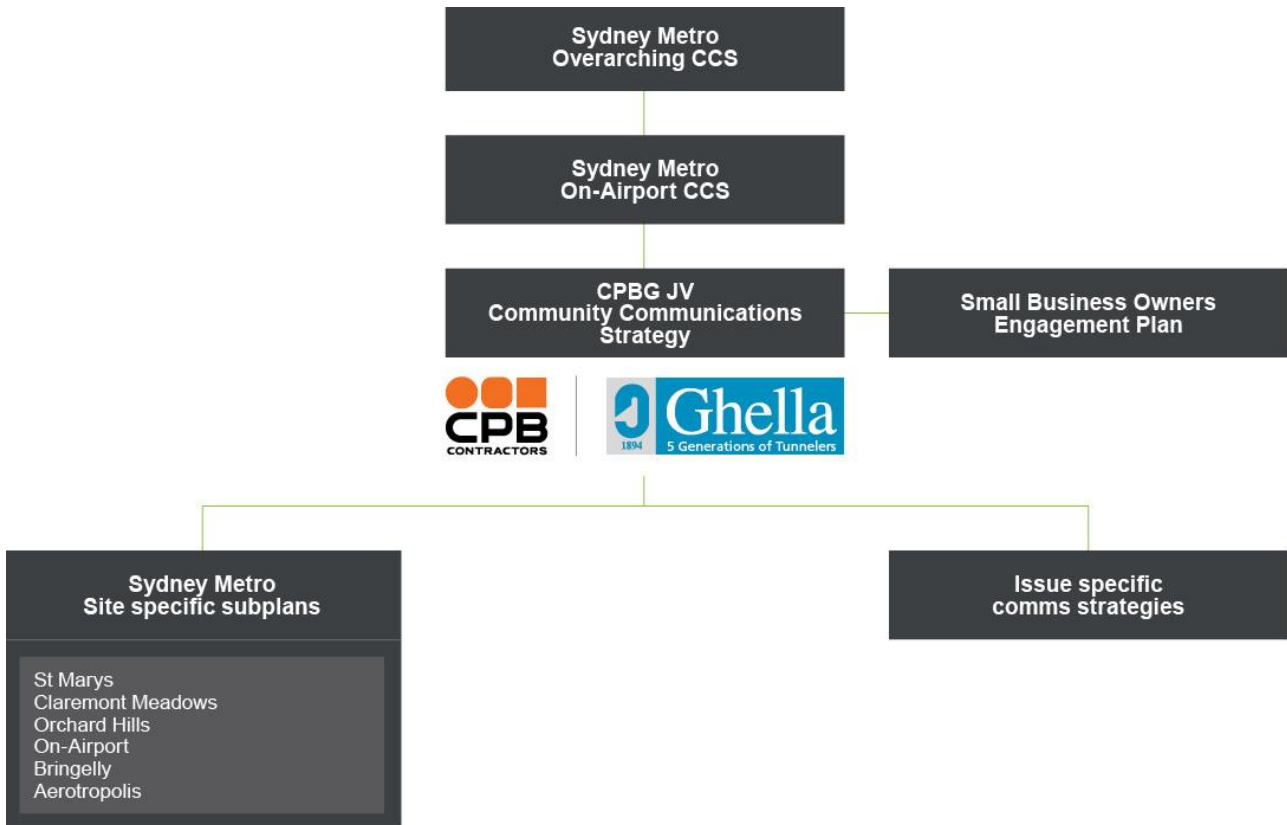 Sydney Metro
Overarching CCS
Sydney Metro
On-Airport CCS
CPBG JV
Community Communications
Strategy
Small Business Owners
Engagement Plan
CPB
CONTRACTORS
Ghella
1894
5 Generations of Tunnelers
Sydney Metro
Site specific subplans
St Marys
Claremont Meadows
Orchard Hills
On-Airport
Bringelly
Aerotropolis
Issue specific
comms strategies